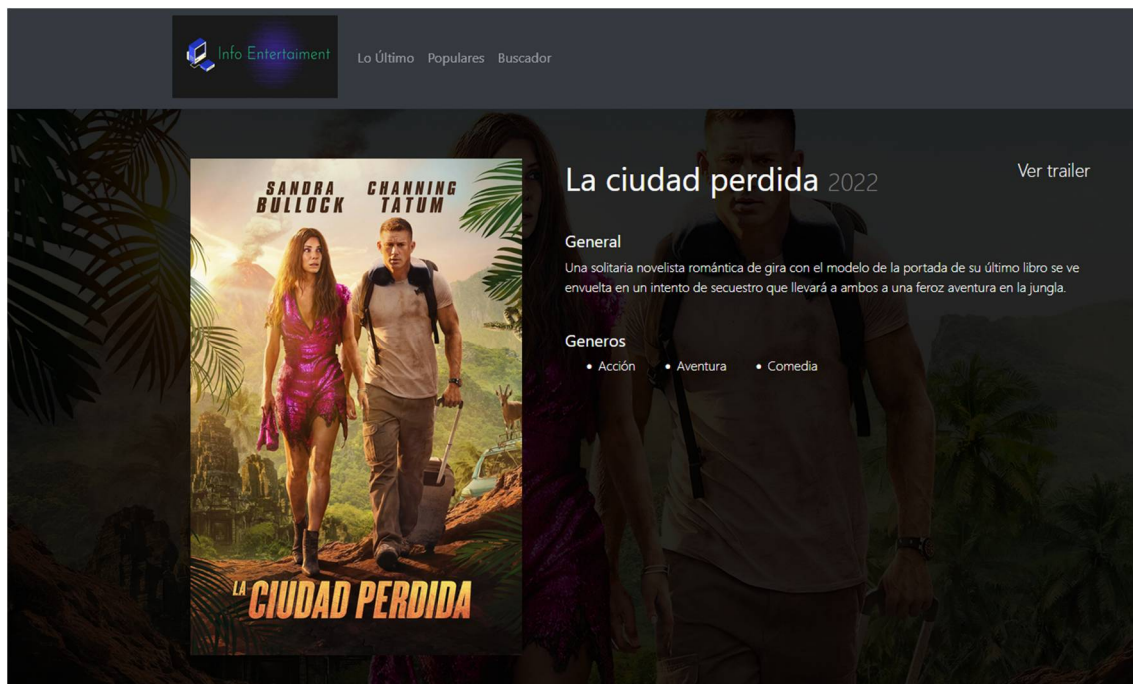 Info Entertaiment
Lo Último Populares Buscador
SANDRA BULLOCK
CHANNING TATUM
LA CIUDAD PERDIDA
La ciudad perdida 2022
Ver trailer
General
Una solitaria novelista romántica de gira con el modelo de la portada de su último libro se ve
envuelta en un intento de secuestro que llevará a ambos a una feroz aventura en la jungla.
Generos
• Acción • Aventura • Comedia